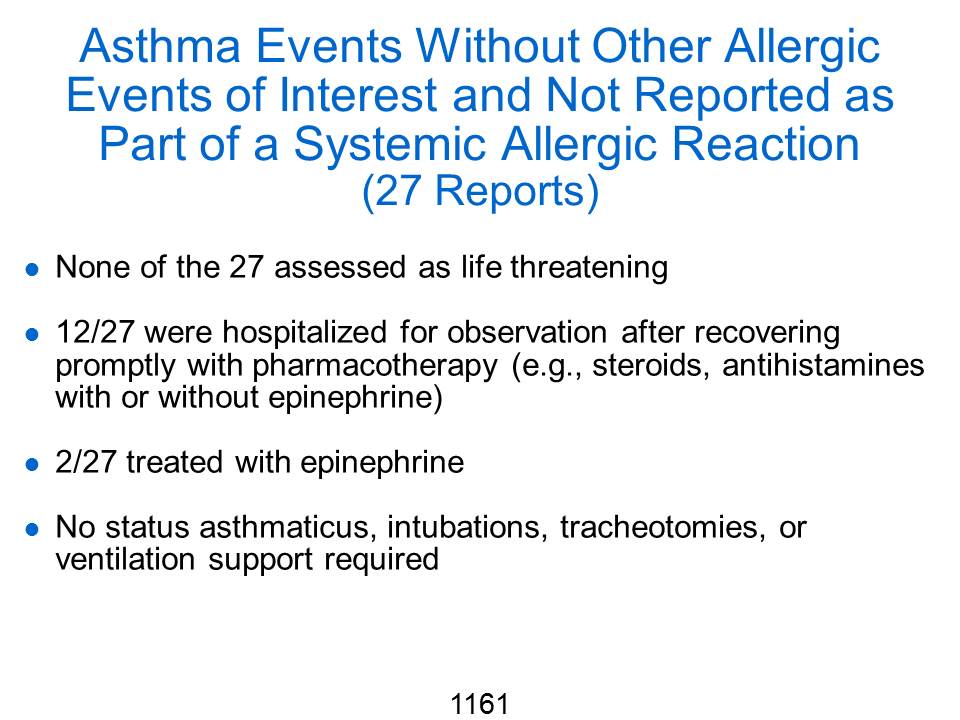 Asthma Events Without Other Allergic
Events of Interest and Not Reported as
Part of a Systemic Allergic Reaction
(27 Reports)
● None of the 27 assessed as life threatening
● 12/27 were hospitalized for observation after recovering
promptly with pharmacotherapy (e.g., steroids, antihistamines
with or without epinephrine)
● 2/27 treated with epinephrine
● No status asthmaticus, intubations, tracheotomies, or
ventilation support required
1161